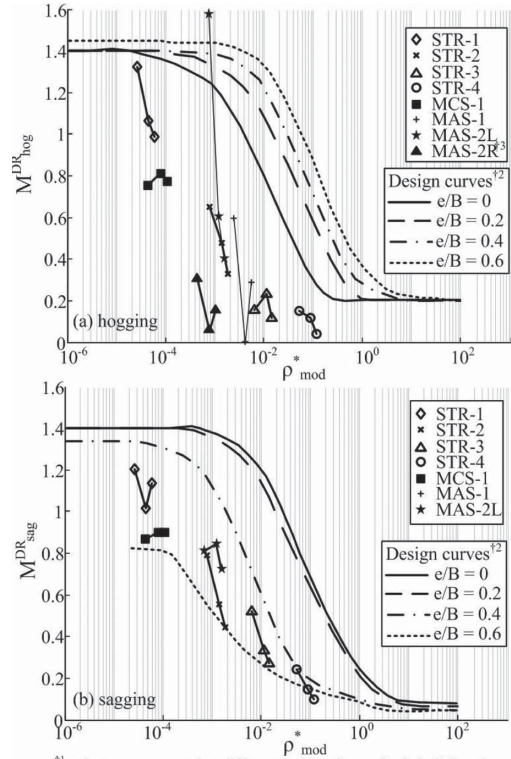 1.6
1.4
1.2
1
0.8
0.6
0.4
0.2
0
M^DR_hog
STR-1
STR-2
STR-3
STR-4
MCS-1
MAS-1
MAS-2L
MAS-2R^‡3
Design curves^†2
e/B = 0
e/B = 0.2
e/B = 0.4
e/B = 0.6
(a) hogging
10^-6 10^-4 10^-2 10^0 10^2
ρ*_mod
1.6
1.4
1.2
1
0.8
0.6
0.4
0.2
0
M^DR_sag
STR-1
STR-2
STR-3
STR-4
MCS-1
MAS-1
MAS-2L
Design curves^†2
e/B = 0
e/B = 0.2
e/B = 0.4
e/B = 0.6
(b) sagging
10^-6 10^-4 10^-2 10^0 10^2
ρ*_mod